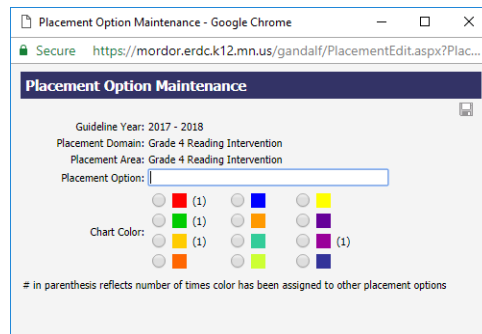 Placement Option Maintenance - Google Chrome
Secure https://mordor.erdc.k12.mn.us/gandalf/PlacementEdit.aspx?Plac...
Placement Option Maintenance
Guideline Year: 2017 - 2018
Placement Domain: Grade 4 Reading Intervention
Placement Area: Grade 4 Reading Intervention
Placement Option:
(1)
(1)
Chart Color:
(1) (1)
# in parenthesis reflects number of times color has been assigned to other placement options